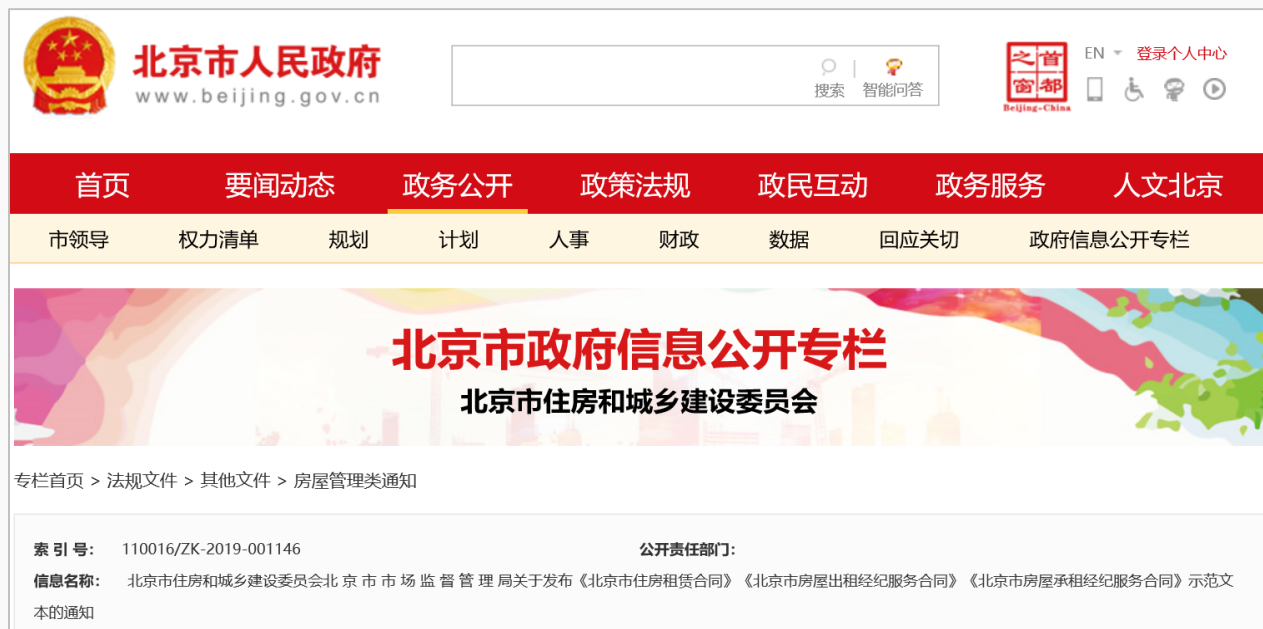 北京市人民政府
www.beijing.gov.cn
搜索 智能问答
首都之窗
Beijing-China
EN 登录个人中心
首页 要闻动态 政务公开 政策法规 政民互动 政务服务 人文北京
市领导 权力清单 规划 计划 人事 财政 数据 回应关切 政府信息公开专栏
北京市政府信息公开专栏
北京市住房和城乡建设委员会
专栏首页 > 法规文件 > 其他文件 > 房屋管理类通知
索 引 号： 110016/ZK-2019-001146 公开责任部门：
信息名称： 北京市住房和城乡建设委员会北 京 市 市 场 监 督 管 理 局关于发布《北京市住房租赁合同》《北京市房屋出租经纪服务合同》《北京市房屋承租经纪服务合同》示范文
本的通知